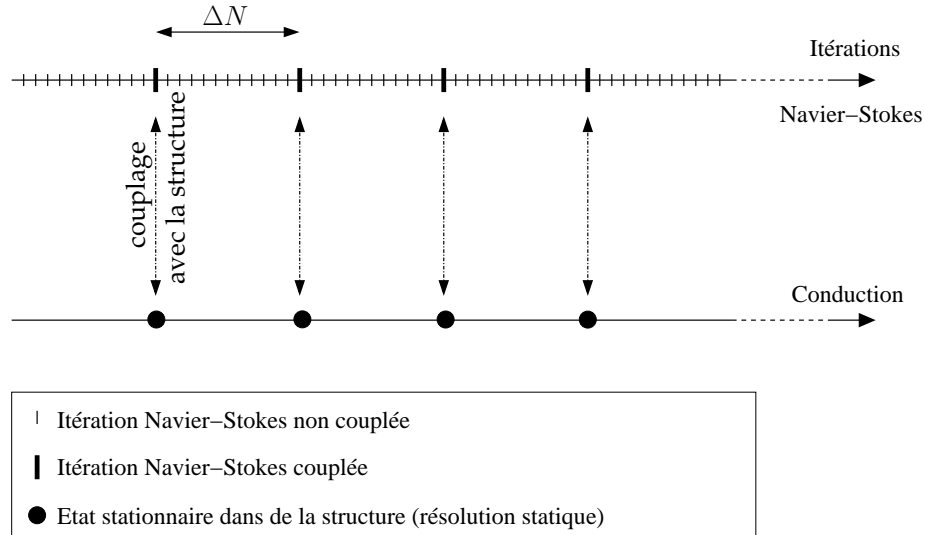 ΔN
Itérations
Navier–Stokes
couplage
avec la structure
Conduction
Itération Navier–Stokes non couplée
Itération Navier–Stokes couplée
Etat stationnaire dans de la structure (résolution statique)